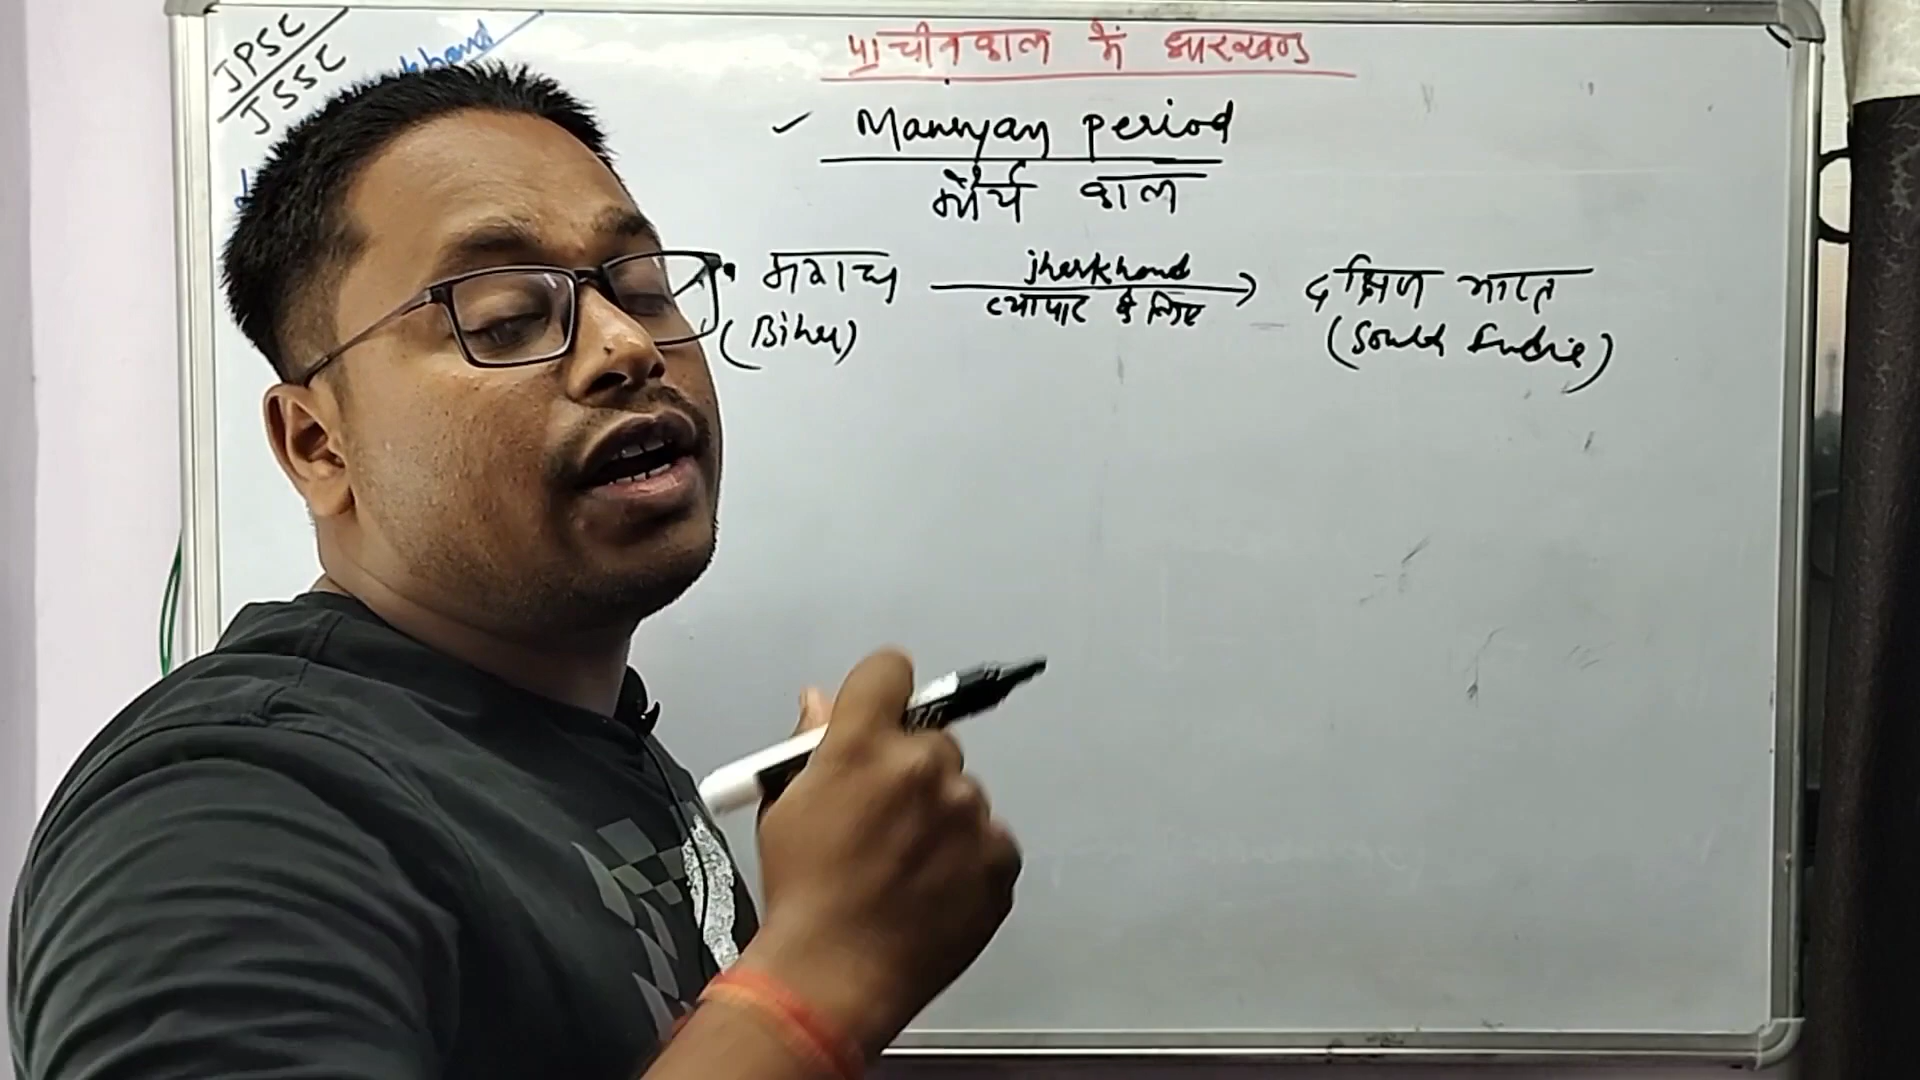 JPSC
JSSC
प्राचीनकाल में झारखण्ड
Mauryan period
मौर्य काल
मगध jharkhand दक्षिण भारत
(Bihar) व्यापार के लिए (South India)